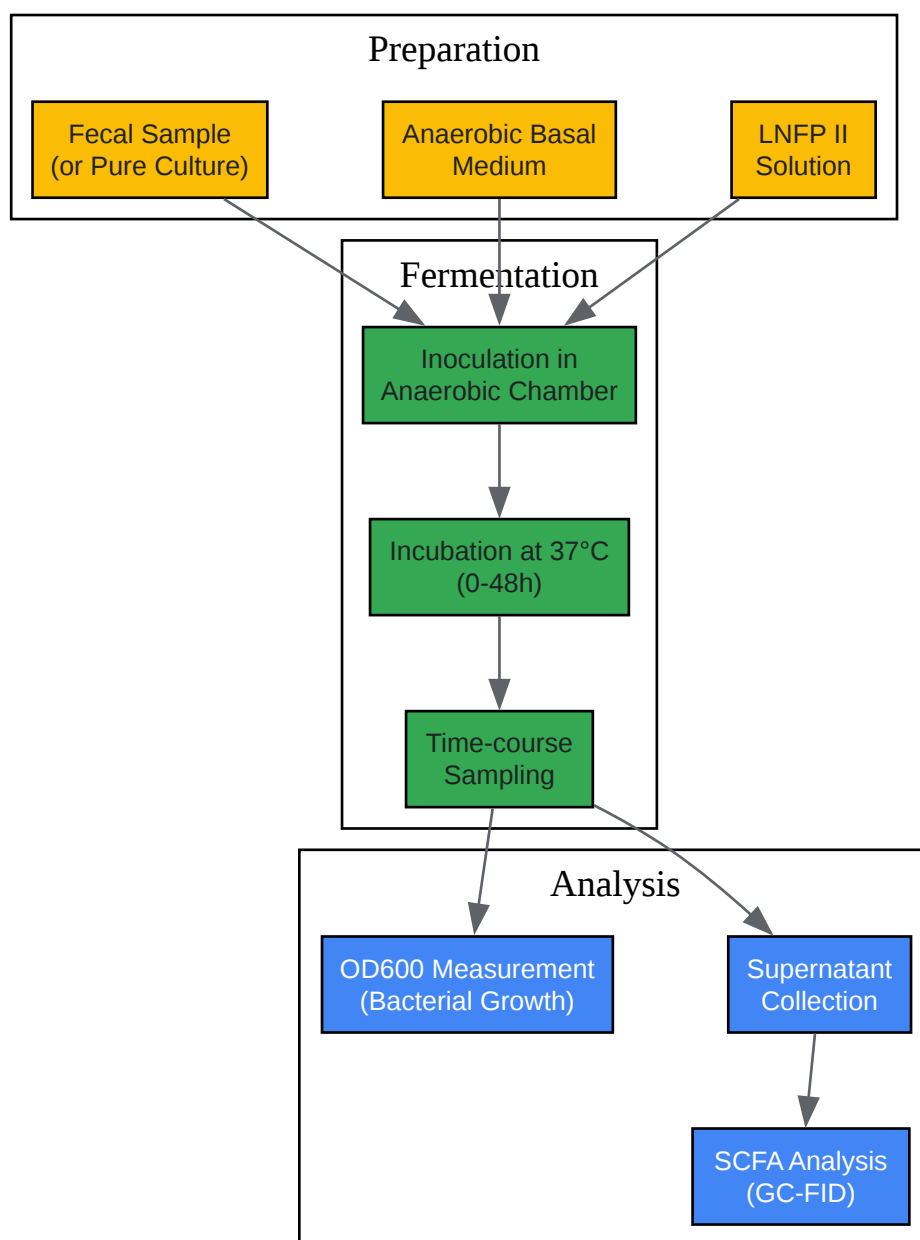 Preparation
Fecal Sample
(or Pure Culture)
Anaerobic Basal
Medium
LNFP II
Solution
Fermentation
Inoculation in
Anaerobic Chamber
Incubation at 37°C
(0-48h)
Time-course
Sampling
Analysis
OD600 Measurement
(Bacterial Growth)
Supernatant
Collection
SCFA Analysis
(GC-FID)